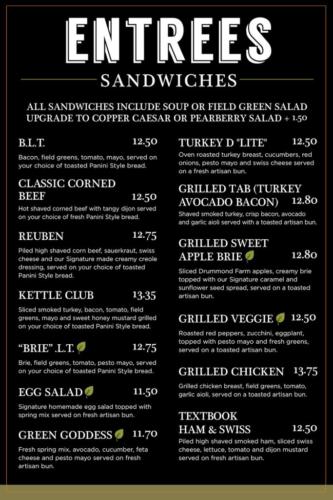 ENTREES
SANDWICHES
ALL SANDWICHES INCLUDE SOUP OR FIELD GREEN SALAD
UPGRADE TO COPPER CAESAR OR PEARBERRY SALAD + 1.50
B.L.T. 12.50
Bacon, field greens, tomato, mayo, served on
your choice of toasted Panini Style bread.
CLASSIC CORNED
BEEF 12.50
Hot shaved corned beef with tangy dijon served
on your choice of fresh Panini Style bread.
REUBEN 12.75
Piled high shaved corn beef, sauerkraut, swiss
cheese and our Signature made creamy creole
dressing, served on your choice of toasted
Panini Style bread.
KETTLE CLUB 13.35
Sliced smoked turkey, bacon, tomato, field
greens, mayo and sweet honey mustard grilled
on your choice of toasted Panini Style bread.
“BRIE”.L.T. 12.75
Brie, field greens, tomato, pesto mayo, served
on your choice of toasted Panini Style bread.
EGG SALAD 11.50
Signature homemade egg salad topped with
spring mix served on fresh artisan bun.
GREEN GODDESS 11.70
Fresh spring mix, avocado, cucumber, feta
cheese and pesto mayo served on fresh
artisan bun.
TURKEY D "LITE" 12.50
Oven roasted turkey breast, cucumbers, red
onions, pesto mayo and swiss cheese served
on a fresh artisan bun.
GRILLED TAB (TURKEY
AVOCADO BACON) 12.80
Shaved smoked turkey, crisp bacon, avocado
and garlic aioli served with a toasted artisan bun.
GRILLED SWEET
APPLE BRIE 12.80
Sliced Drummond Farm apples, creamy brie
topped with our Signature caramel and
sunflower seed spread, served on a toasted
artisan bun.
GRILLED VEGGIE 12.50
Roasted red peppers, zucchini, eggplant,
topped with pesto mayo and fresh greens,
served on a toasted artisan bun.
GRILLED CHICKEN 13.75
Grilled chicken breast, field greens, tomato,
garlic aioli, served on a toasted artisan bun.
TEXTBOOK
HAM & SWISS 12.50
Piled high shaved smoked ham, sliced swiss
cheese, lettuce, tomato and dijon mustard
served on fresh artisan bun.